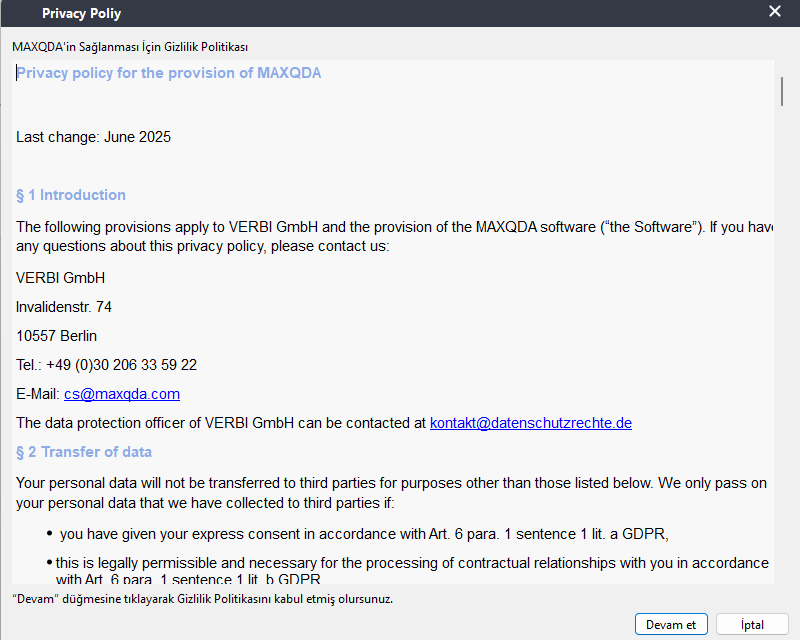 Privacy Poliy
MAXQDA'in Sağlanması İçin Gizlilik Politikası
Privacy policy for the provision of MAXQDA
Last change: June 2025
§ 1 Introduction
The following provisions apply to VERBI GmbH and the provision of the MAXQDA software (“the Software”). If you have
any questions about this privacy policy, please contact us:
VERBI GmbH
Invalidenstr. 74
10557 Berlin
Tel.: +49 (0)30 206 33 59 22
E-Mail: cs@maxqda.com
The data protection officer of VERBI GmbH can be contacted at kontakt@datenschutzrechte.de
§ 2 Transfer of data
Your personal data will not be transferred to third parties for purposes other than those listed below. We only pass on
your personal data that we have collected to third parties if:
• you have given your express consent in accordance with Art. 6 para. 1 sentence 1 lit. a GDPR,
• this is legally permissible and necessary for the processing of contractual relationships with you in accordance
with Art. 6 para. 1 sentence 1 lit. b GDPR
“Devam” düğmesine tıklayarak Gizlilik Politikasını kabul etmiş olursunuz.
Devam et
İptal